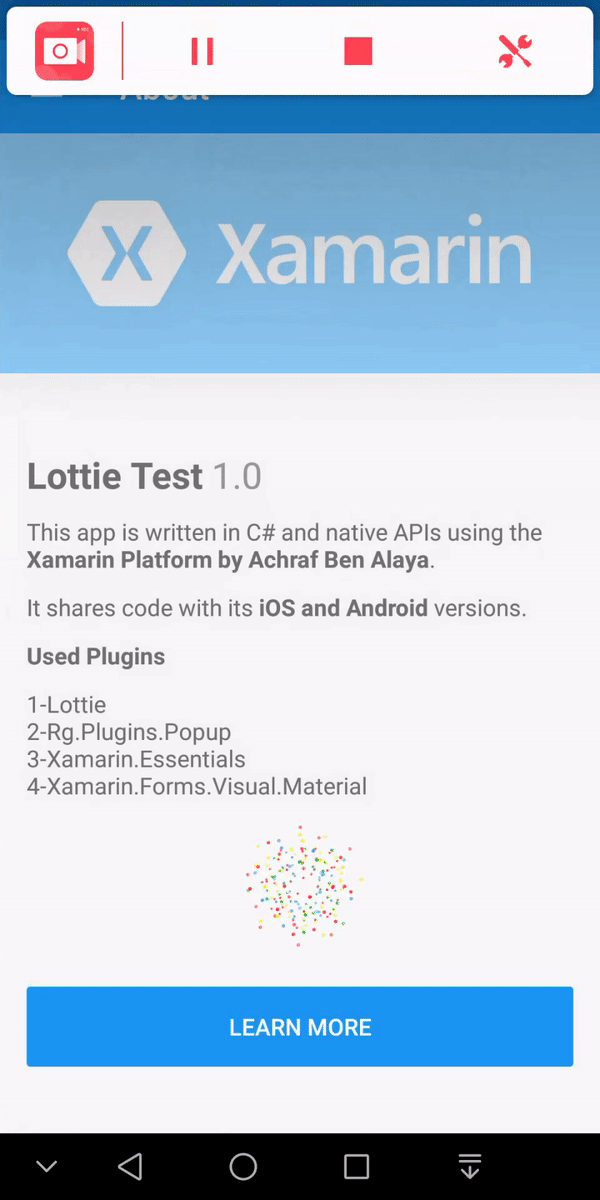 About
Xamarin
Lottie Test 1.0
This app is written in C# and native APIs using the
Xamarin Platform by Achraf Ben Alaya.
It shares code with its iOS and Android versions.
Used Plugins
1-Lottie
2-Rg.Plugins.Popup
3-Xamarin.Essentials
4-Xamarin.Forms.Visual.Material
LEARN MORE